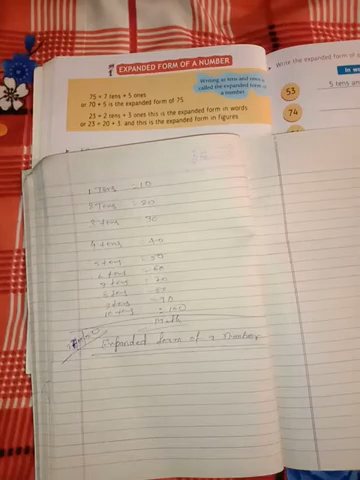 EXPANDED FORM OF A NUMBER
Write the expanded form of
75 = 7 tens + 5 ones
or 70 + 5 is the expanded form of 75
Writing as tens and ones is
called the expanded form of
a number
23 = 2 tens + 3 ones this is the expanded form in words
or 23 = 20 + 3 and this is the expanded form in figures
In wo
53
5 tens an
74
1 Tens = 10
2 Tens = 20
3 tens 30
4 tens = 40
5 tens = 50
6 tens = 60
7 tens = 70
8 tens = 80
9 tens = 90
10 tens = 100
Math
Expanded form of a Number